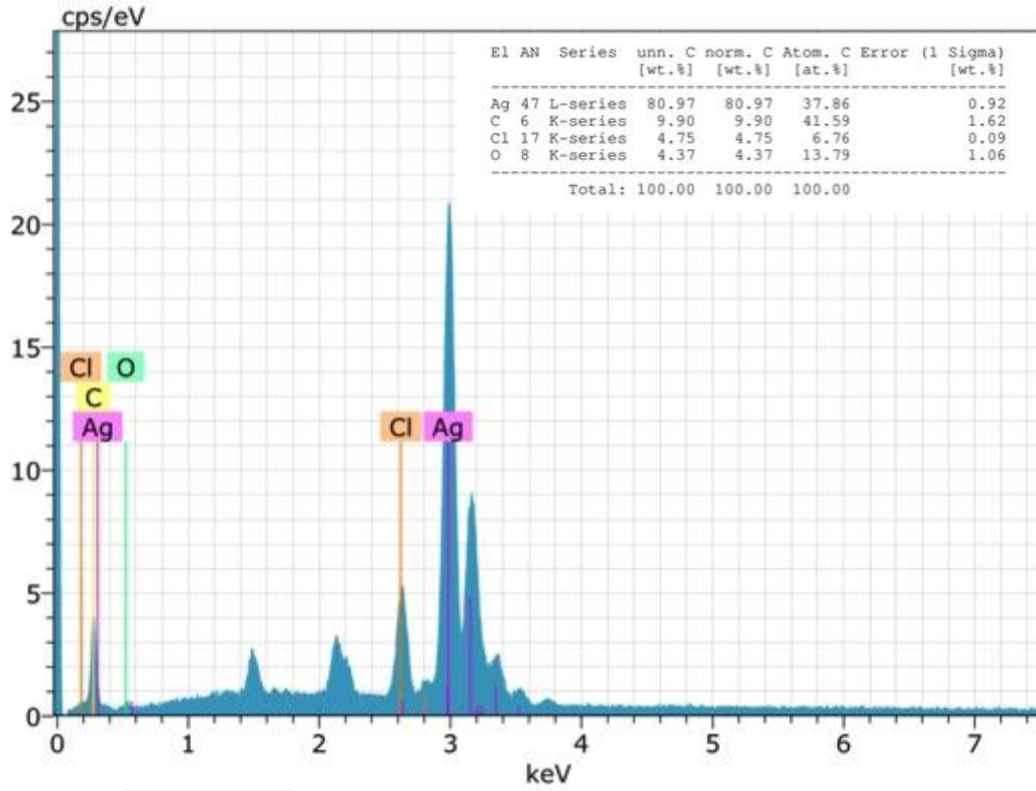 cps/eV
El AN Series unn. C norm. C Atom. C Error (1 Sigma)
[wt.%] [wt.%] [at.%] [wt.%]
Ag 47 L-series 80.97 80.97 37.86 0.92
C 6 K-series 9.90 9.90 41.59 1.62
Cl 17 K-series 4.75 4.75 6.76 0.09
O 8 K-series 4.37 4.37 13.79 1.06
Total: 100.00 100.00 100.00
25
20
15
10
5
0
Cl O
C
Ag
Cl Ag
0 1 2 3 4 5 6 7
keV